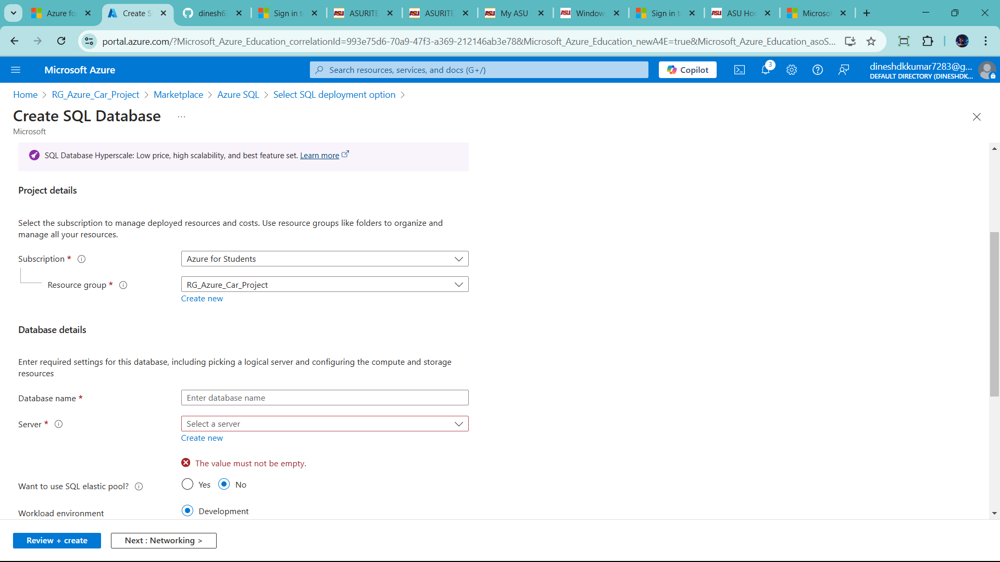 Azure fo
Create S
dinesh63
Sign in t
ASURITE
ASURITE
My ASU
Window
Sign in t
ASU Hor
Microsof
portal.azure.com/?Microsoft_Azure_Education_correlationId=993e75d6-70a9-47f3-a369-212146ab3e78&Microsoft_Azure_Education_newA4E=true&Microsoft_Azure_Education_asoS...
Microsoft Azure
Search resources, services, and docs (G+/)
Copilot
3
dineshdkkumar7283@g...
DEFAULT DIRECTORY (DINESHDK...
Home > RG_Azure_Car_Project > Marketplace > Azure SQL > Select SQL deployment option >
Create SQL Database ...
Microsoft
SQL Database Hyperscale: Low price, high scalability, and best feature set. Learn more
Project details
Select the subscription to manage deployed resources and costs. Use resource groups like folders to organize and
manage all your resources.
Subscription *
Azure for Students
Resource group *
RG_Azure_Car_Project
Create new
Database details
Enter required settings for this database, including picking a logical server and configuring the compute and storage
resources
Database name *
Enter database name
Server *
Select a server
Create new
The value must not be empty.
Want to use SQL elastic pool?
Yes No
Workload environment
Development
Review + create
Next : Networking >
ASU
ASU
ASU
ASU
ASU